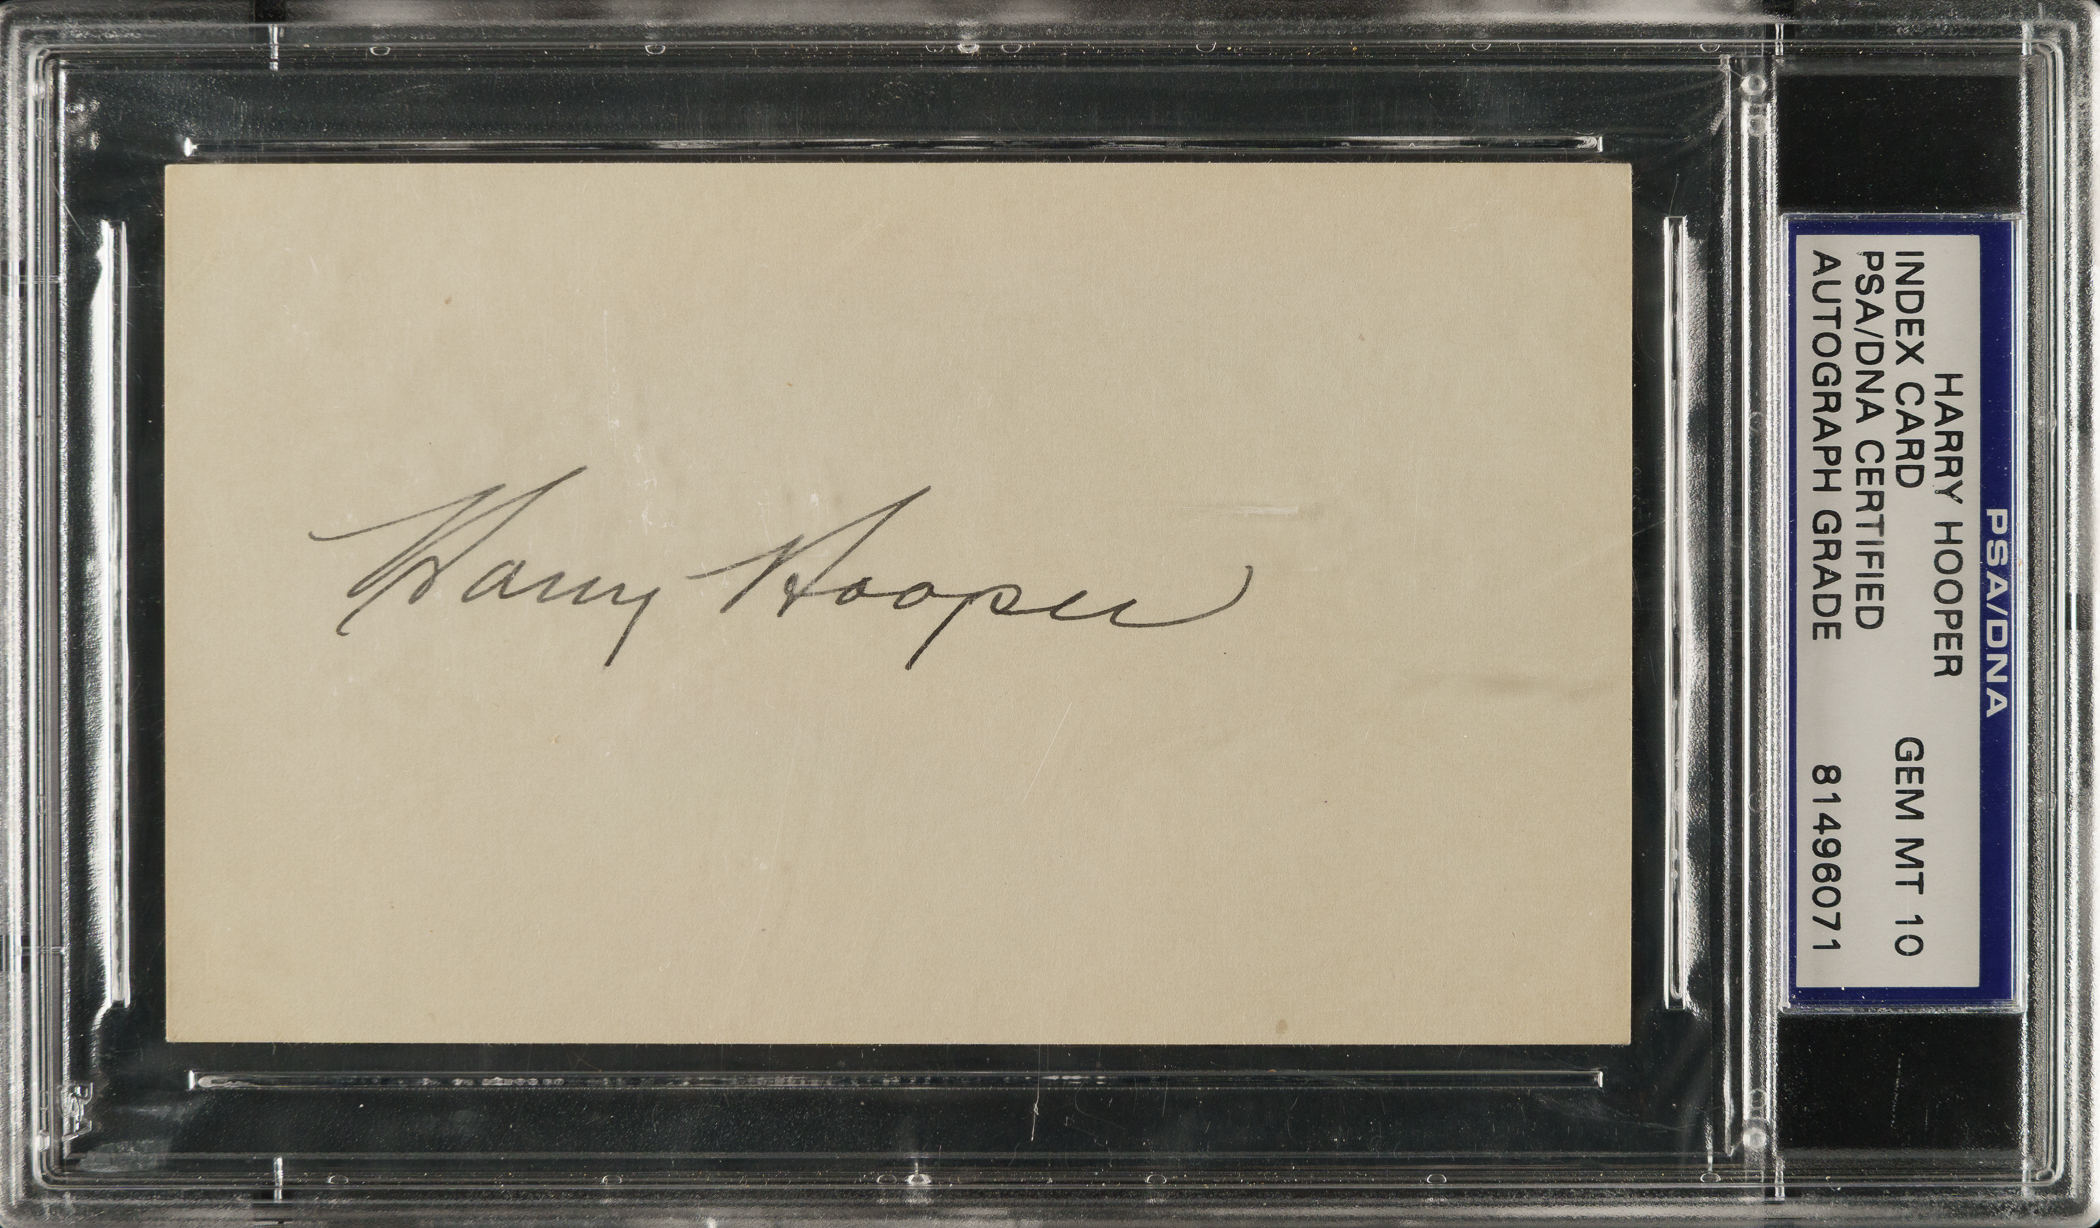 Harry Hooper
PSA/DNA
HARRY HOOPER
INDEX CARD GEM MT 10
PSA/DNA CERTIFIED
AUTOGRAPH GRADE 81496071